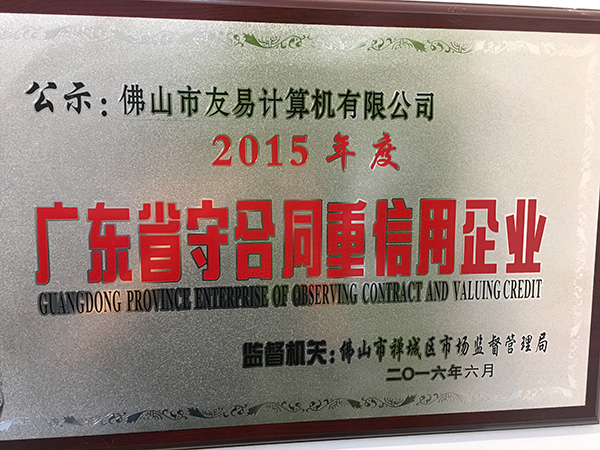 公示：佛山市友易计算机有限公司
2015年度
广东省守合同重信用企业
GUANGDONG PROVINCE ENTERPRISE OF OBSERVING CONTRACT AND VALUING CREDIT
监督机关：佛山市禅城区市场监督管理局
二〇一六年六月